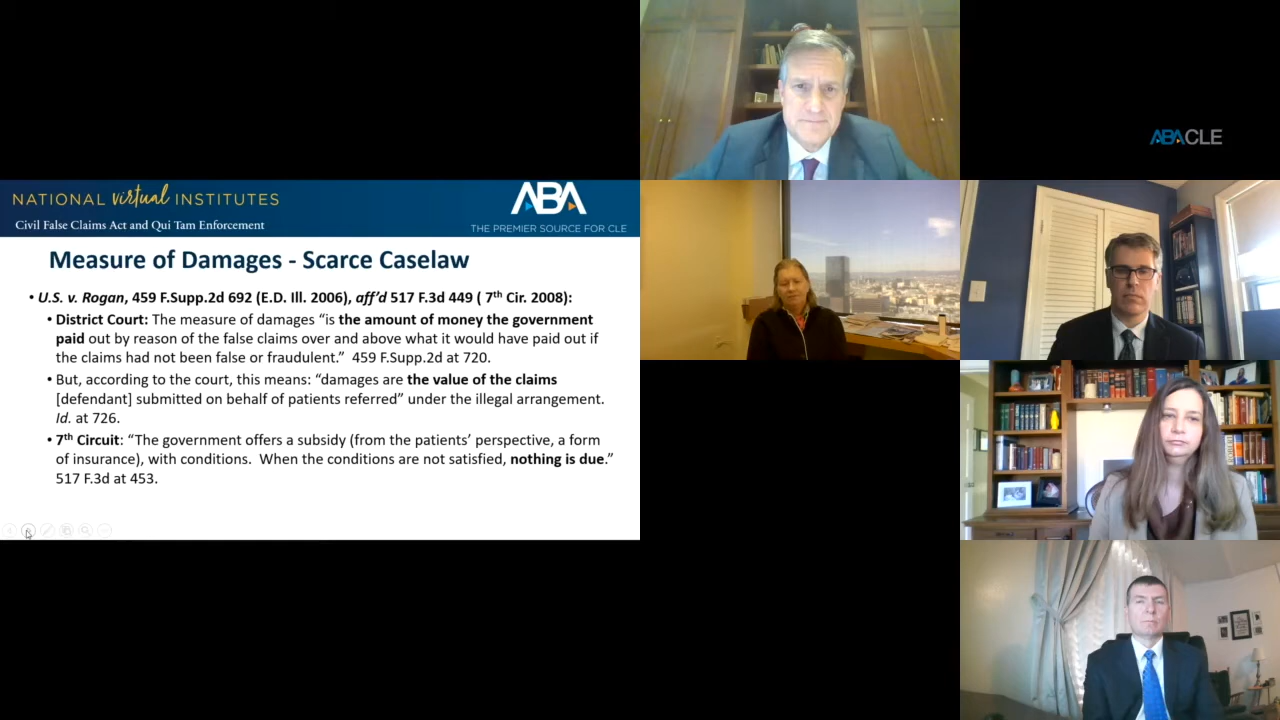 ABACLE
NATIONAL virtual INSTITUTES
ABA
Civil False Claims Act and Qui Tam Enforcement
THE PREMIER SOURCE FOR CLE
Measure of Damages - Scarce Caselaw
• U.S. v. Rogan, 459 F.Supp.2d 692 (E.D. Ill. 2006), aff’d 517 F.3d 449 ( 7th Cir. 2008):
• District Court: The measure of damages “is the amount of money the government
paid out by reason of the false claims over and above what it would have paid out if
the claims had not been false or fraudulent.” 459 F.Supp.2d at 720.
• But, according to the court, this means: “damages are the value of the claims
[defendant] submitted on behalf of patients referred” under the illegal arrangement.
Id. at 726.
• 7th Circuit: “The government offers a subsidy (from the patients’ perspective, a form
of insurance), with conditions. When the conditions are not satisfied, nothing is due.”
517 F.3d at 453.